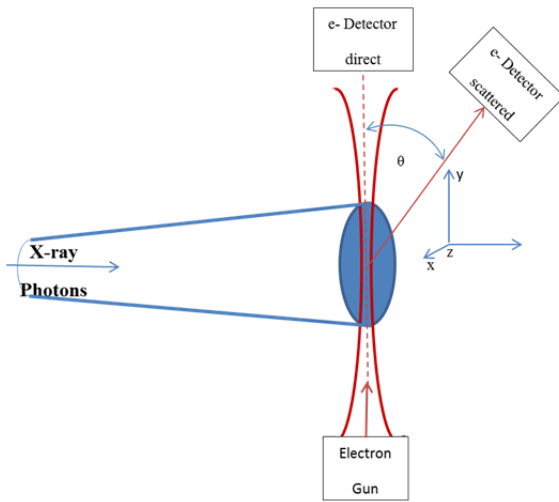 e- Detector
direct
e- Detector
scattered
θ
y
X-ray
Photons
x
z
Electron
Gun